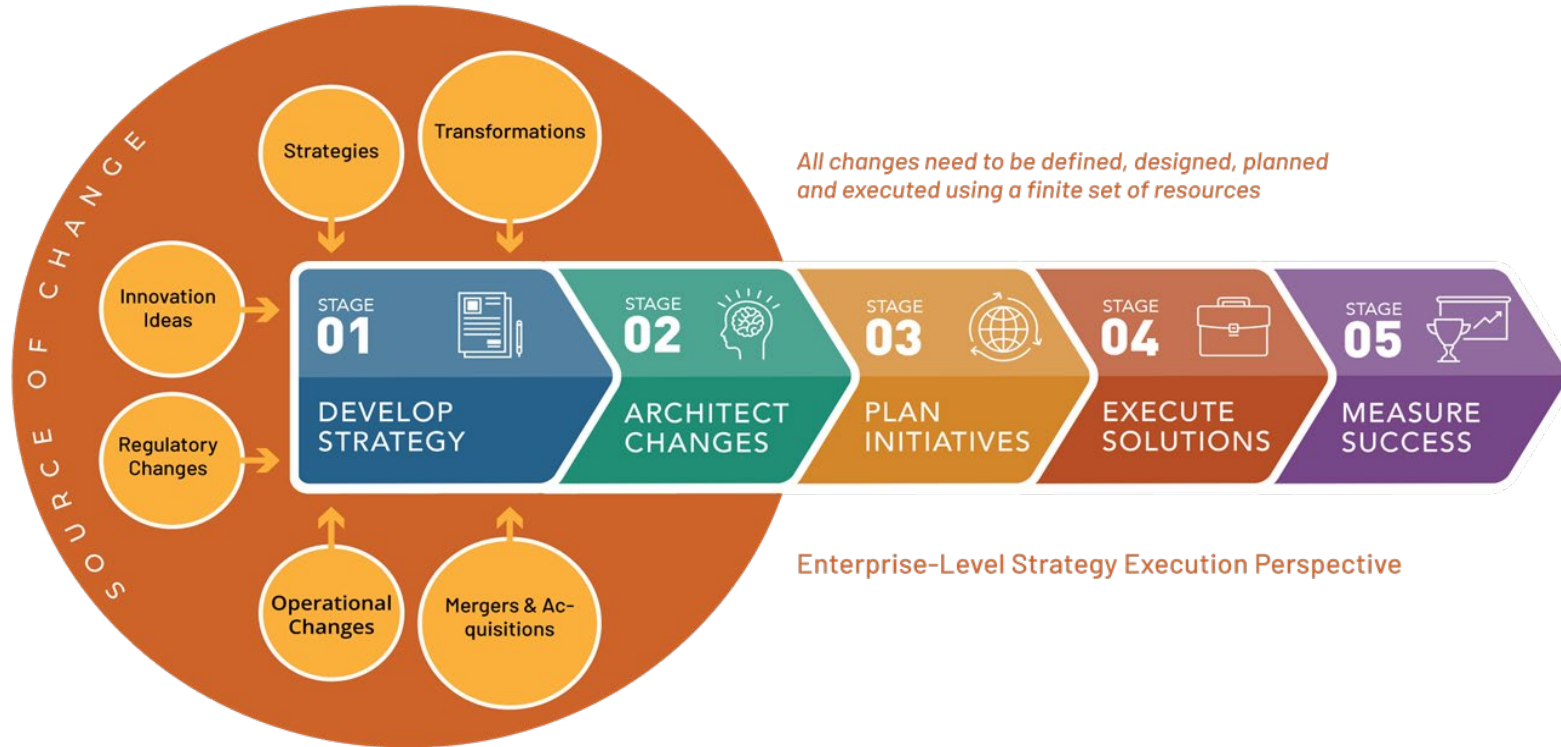 SOURCE OF CHANGE
Strategies
Transformations
Innovation
Ideas
Regulatory
Changes
Operational
Changes
Mergers & Ac-
quisitions
All changes need to be defined, designed, planned
and executed using a finite set of resources
STAGE
01
DEVELOP
STRATEGY
STAGE
02
ARCHITECT
CHANGES
STAGE
03
PLAN
INITIATIVES
STAGE
04
EXECUTE
SOLUTIONS
STAGE
05
MEASURE
SUCCESS
Enterprise-Level Strategy Execution Perspective